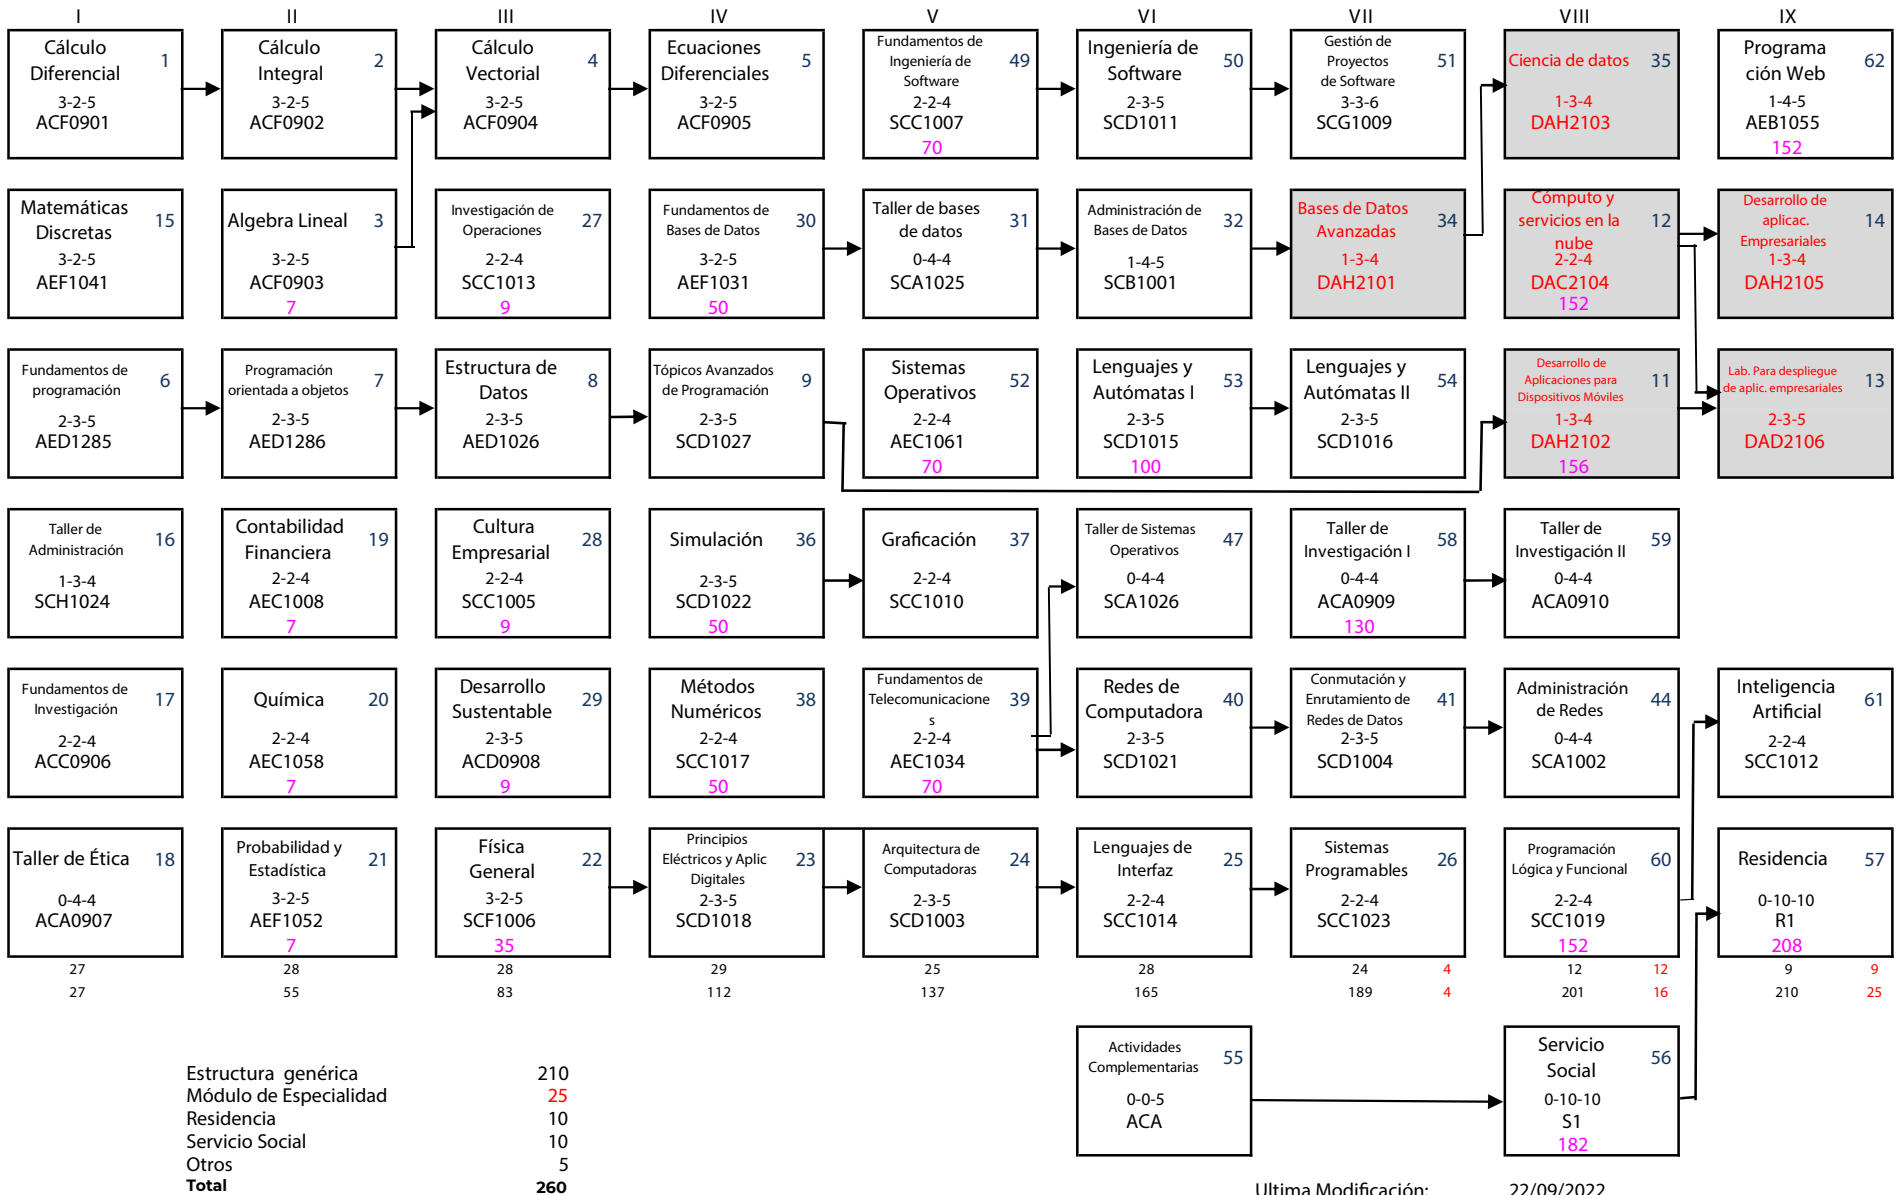 I II III IV V VI VII VIII IX
Cálculo
Diferencial
1
3-2-5
ACF0901
Cálculo
Integral
2
3-2-5
ACF0902
Cálculo
Vectorial
4
3-2-5
ACF0904
Ecuaciones
Diferenciales
5
3-2-5
ACF0905
Fundamentos de
Ingeniería de
Software
49
2-2-4
SCC1007
70
Ingeniería de
Software
50
2-3-5
SCD1011
Gestión de
Proyectos
de Software
51
3-3-6
SCG1009
Ciencia de datos
35
1-3-4
DAH2103
Programa
ción Web
62
1-4-5
AEB1055
152
Matemáticas
Discretas
15
3-2-5
AEF1041
Algebra Lineal
3
3-2-5
ACF0903
7
Investigación de
Operaciones
27
2-2-4
SCC1013
9
Fundamentos de
Bases de Datos
30
3-2-5
AEF1031
50
Taller de bases
de datos
31
0-4-4
SCA1025
Administración de
Bases de Datos
32
1-4-5
SCB1001
Bases de Datos
Avanzadas
34
1-3-4
DAH2101
Cómputo y
servicios en la
nube
12
2-2-4
DAC2104
152
Desarrollo de
aplicac.
Empresariales
14
1-3-4
DAH2105
Fundamentos de
programación
6
2-3-5
AED1285
Programación
orientada a objetos
7
2-3-5
AED1286
Estructura de
Datos
8
2-3-5
AED1026
Tópicos Avanzados
de Programación
9
2-3-5
SCD1027
Sistemas
Operativos
52
2-2-4
AEC1061
70
Lenguajes y
Autómatas I
53
2-3-5
SCD1015
100
Lenguajes y
Autómatas II
54
2-3-5
SCD1016
Desarrollo de
Aplicaciones para
Dispositivos Móviles
11
1-3-4
DAH2102
156
Lab. Para despliegue
de aplic. empresariales
13
2-3-5
DAD2106
Taller de
Administración
16
1-3-4
SCH1024
Contabilidad
Financiera
19
2-2-4
AEC1008
7
Cultura
Empresarial
28
2-2-4
SCC1005
9
Simulación
36
2-3-5
SCD1022
50
Graficación
37
2-2-4
SCC1010
Taller de Sistemas
Operativos
47
0-4-4
SCA1026
Taller de
Investigación I
58
0-4-4
ACA0909
130
Taller de
Investigación II
59
0-4-4
ACA0910
Fundamentos de
Investigación
17
2-2-4
ACC0906
Química
20
2-2-4
AEC1058
7
Desarrollo
Sustentable
29
2-3-5
ACD0908
9
Métodos
Numéricos
38
2-2-4
SCC1017
50
Fundamentos de
Telecomunicacione
s
39
2-2-4
AEC1034
70
Redes de
Computadora
40
2-3-5
SCD1021
Conmutación y
Enrutamiento de
Redes de Datos
41
2-3-5
SCD1004
Administración
de Redes
44
0-4-4
SCA1002
Inteligencia
Artificial
61
2-2-4
SCC1012
Taller de Ética
18
0-4-4
ACA0907
Probabilidad y
Estadística
21
3-2-5
AEF1052
7
Física
General
22
3-2-5
SCF1006
35
Principios
Eléctricos y Aplic
Digitales
23
2-3-5
SCD1018
Arquitectura de
Computadoras
24
2-3-5
SCD1003
Lenguajes de
Interfaz
25
2-2-4
SCC1014
Sistemas
Programables
26
2-2-4
SCC1023
Programación
Lógica y Funcional
60
2-2-4
SCC1019
152
Residencia
57
0-10-10
R1
208
27 28 28 29 25 28 24 4 12 12 9 9
27 55 83 112 137 165 189 4 201 16 210 25
Actividades
Complementarias
55
0-0-5
ACA
Servicio
Social
56
0-10-10
S1
182
Estructura genérica 210
Módulo de Especialidad 25
Residencia 10
Servicio Social 10
Otros 5
Total 260
Ultima Modificación: 22/09/2022